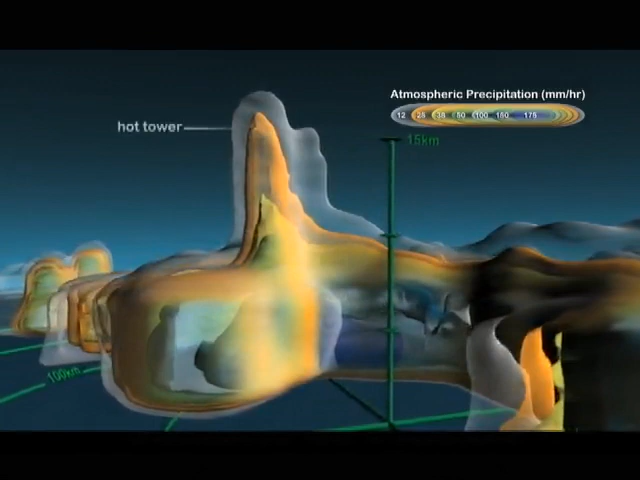 Atmospheric Precipitation (mm/hr)
12 25 38 50 100 150 175
hot tower
15km
100km